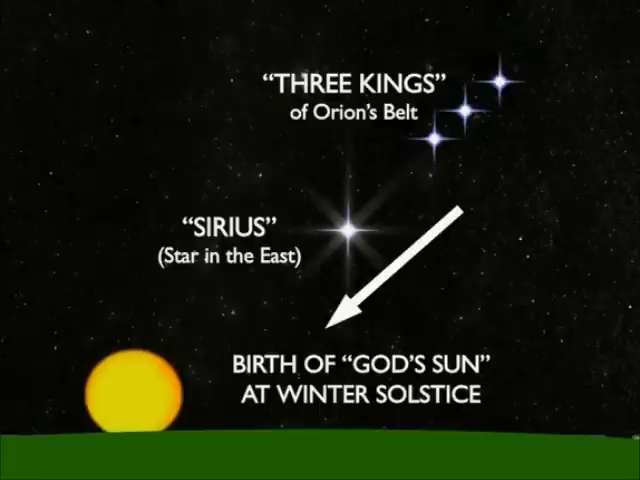 “THREE KINGS”
of Orion’s Belt
“SIRIUS”
(Star in the East)
BIRTH OF “GOD’S SUN”
AT WINTER SOLSTICE